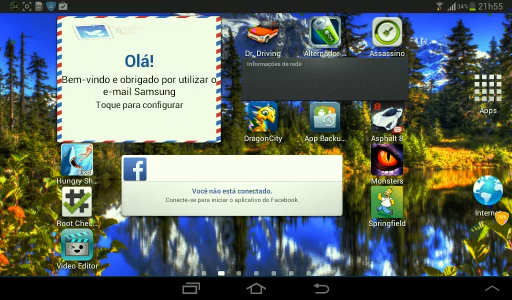 34% 21h55
Olá!
Bem-vindo e obrigado por utilizar o
e-mail Samsung
Toque para configurar
Dr. Driving
Alternador...
Assassino
Informações de rede
Apps
DragonCity
App Backu...
Asphalt 8
Hungry Sh...
Monsters
Você não está conectado.
Conecte-se para iniciar o aplicativo do Facebook.
Root Chec...
Springfield
Internet
Video Editor